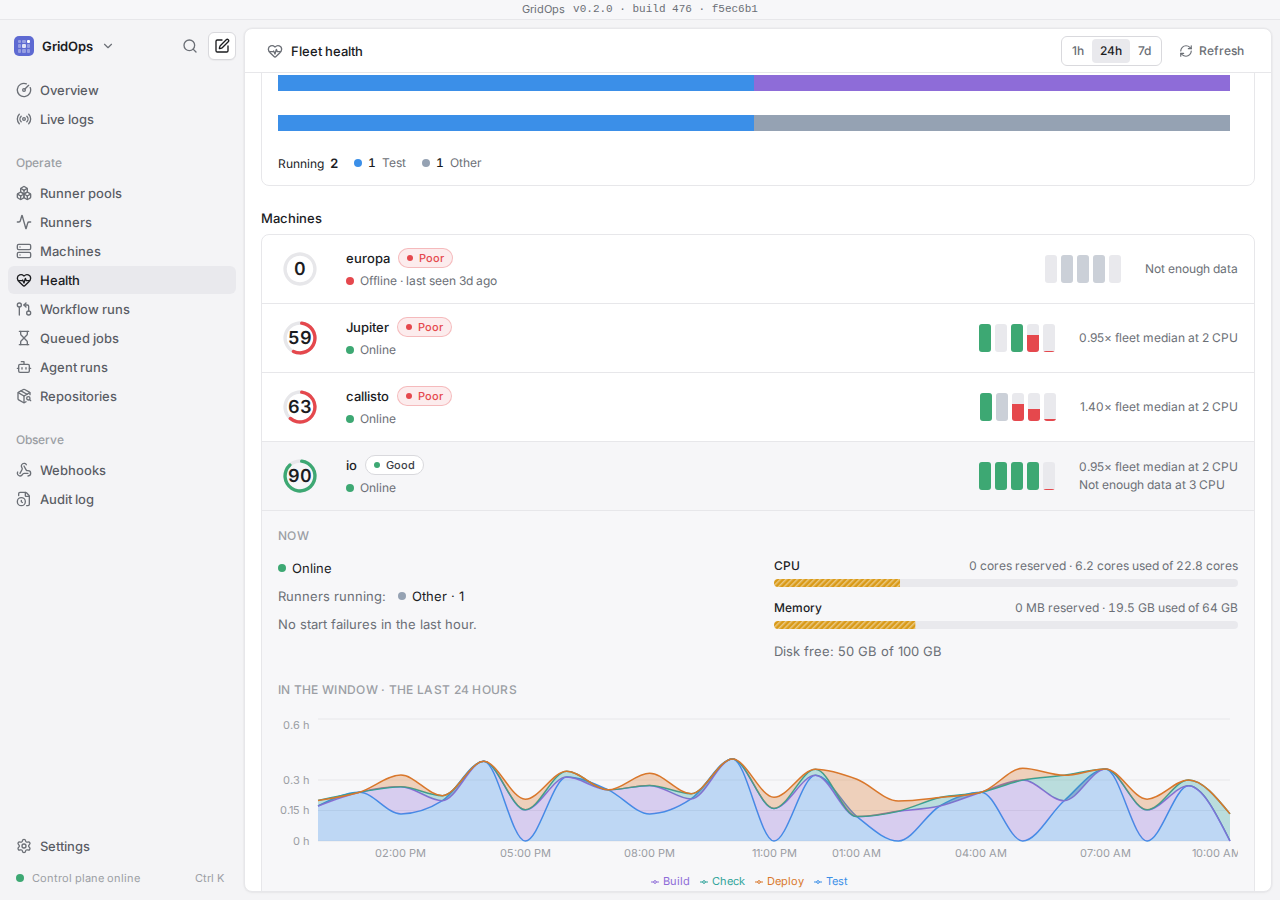 GridOps v0.2.0 · build 476 · f5ec6b1
GridOps
Overview
Live logs
Operate
Runner pools
Runners
Machines
Health
Workflow runs
Queued jobs
Agent runs
Repositories
Observe
Webhooks
Audit log
Settings
Control plane online Ctrl K
Fleet health
1h 24h 7d Refresh
Running 2 1 Test 1 Other
Machines
0 europa Poor
Offline · last seen 3d ago
Not enough data
59 Jupiter Poor
Online
0.95× fleet median at 2 CPU
63 callisto Poor
Online
1.40× fleet median at 2 CPU
90 io Good
Online
0.95× fleet median at 2 CPU
Not enough data at 3 CPU
NOW
Online
Runners running: Other · 1
No start failures in the last hour.
CPU 0 cores reserved · 6.2 cores used of 22.8 cores
Memory 0 MB reserved · 19.5 GB used of 64 GB
Disk free: 50 GB of 100 GB
IN THE WINDOW · THE LAST 24 HOURS
0.6 h
0.3 h
0.15 h
0 h
02:00 PM 05:00 PM 08:00 PM 11:00 PM 01:00 AM 04:00 AM 07:00 AM 10:00 AM
Build Check Deploy Test